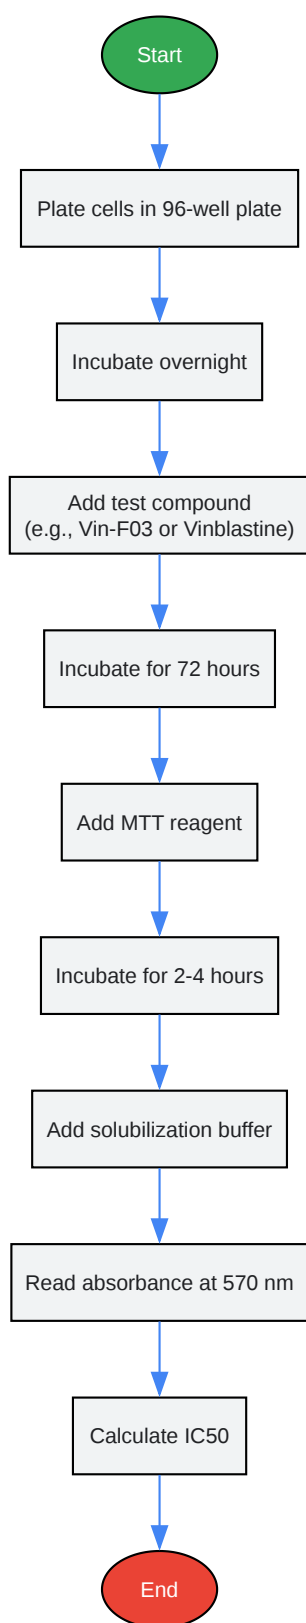 Start
Plate cells in 96-well plate
Incubate overnight
Add test compound
(e.g., Vin-F03 or Vinblastine)
Incubate for 72 hours
Add MTT reagent
Incubate for 2-4 hours
Add solubilization buffer
Read absorbance at 570 nm
Calculate IC50
End